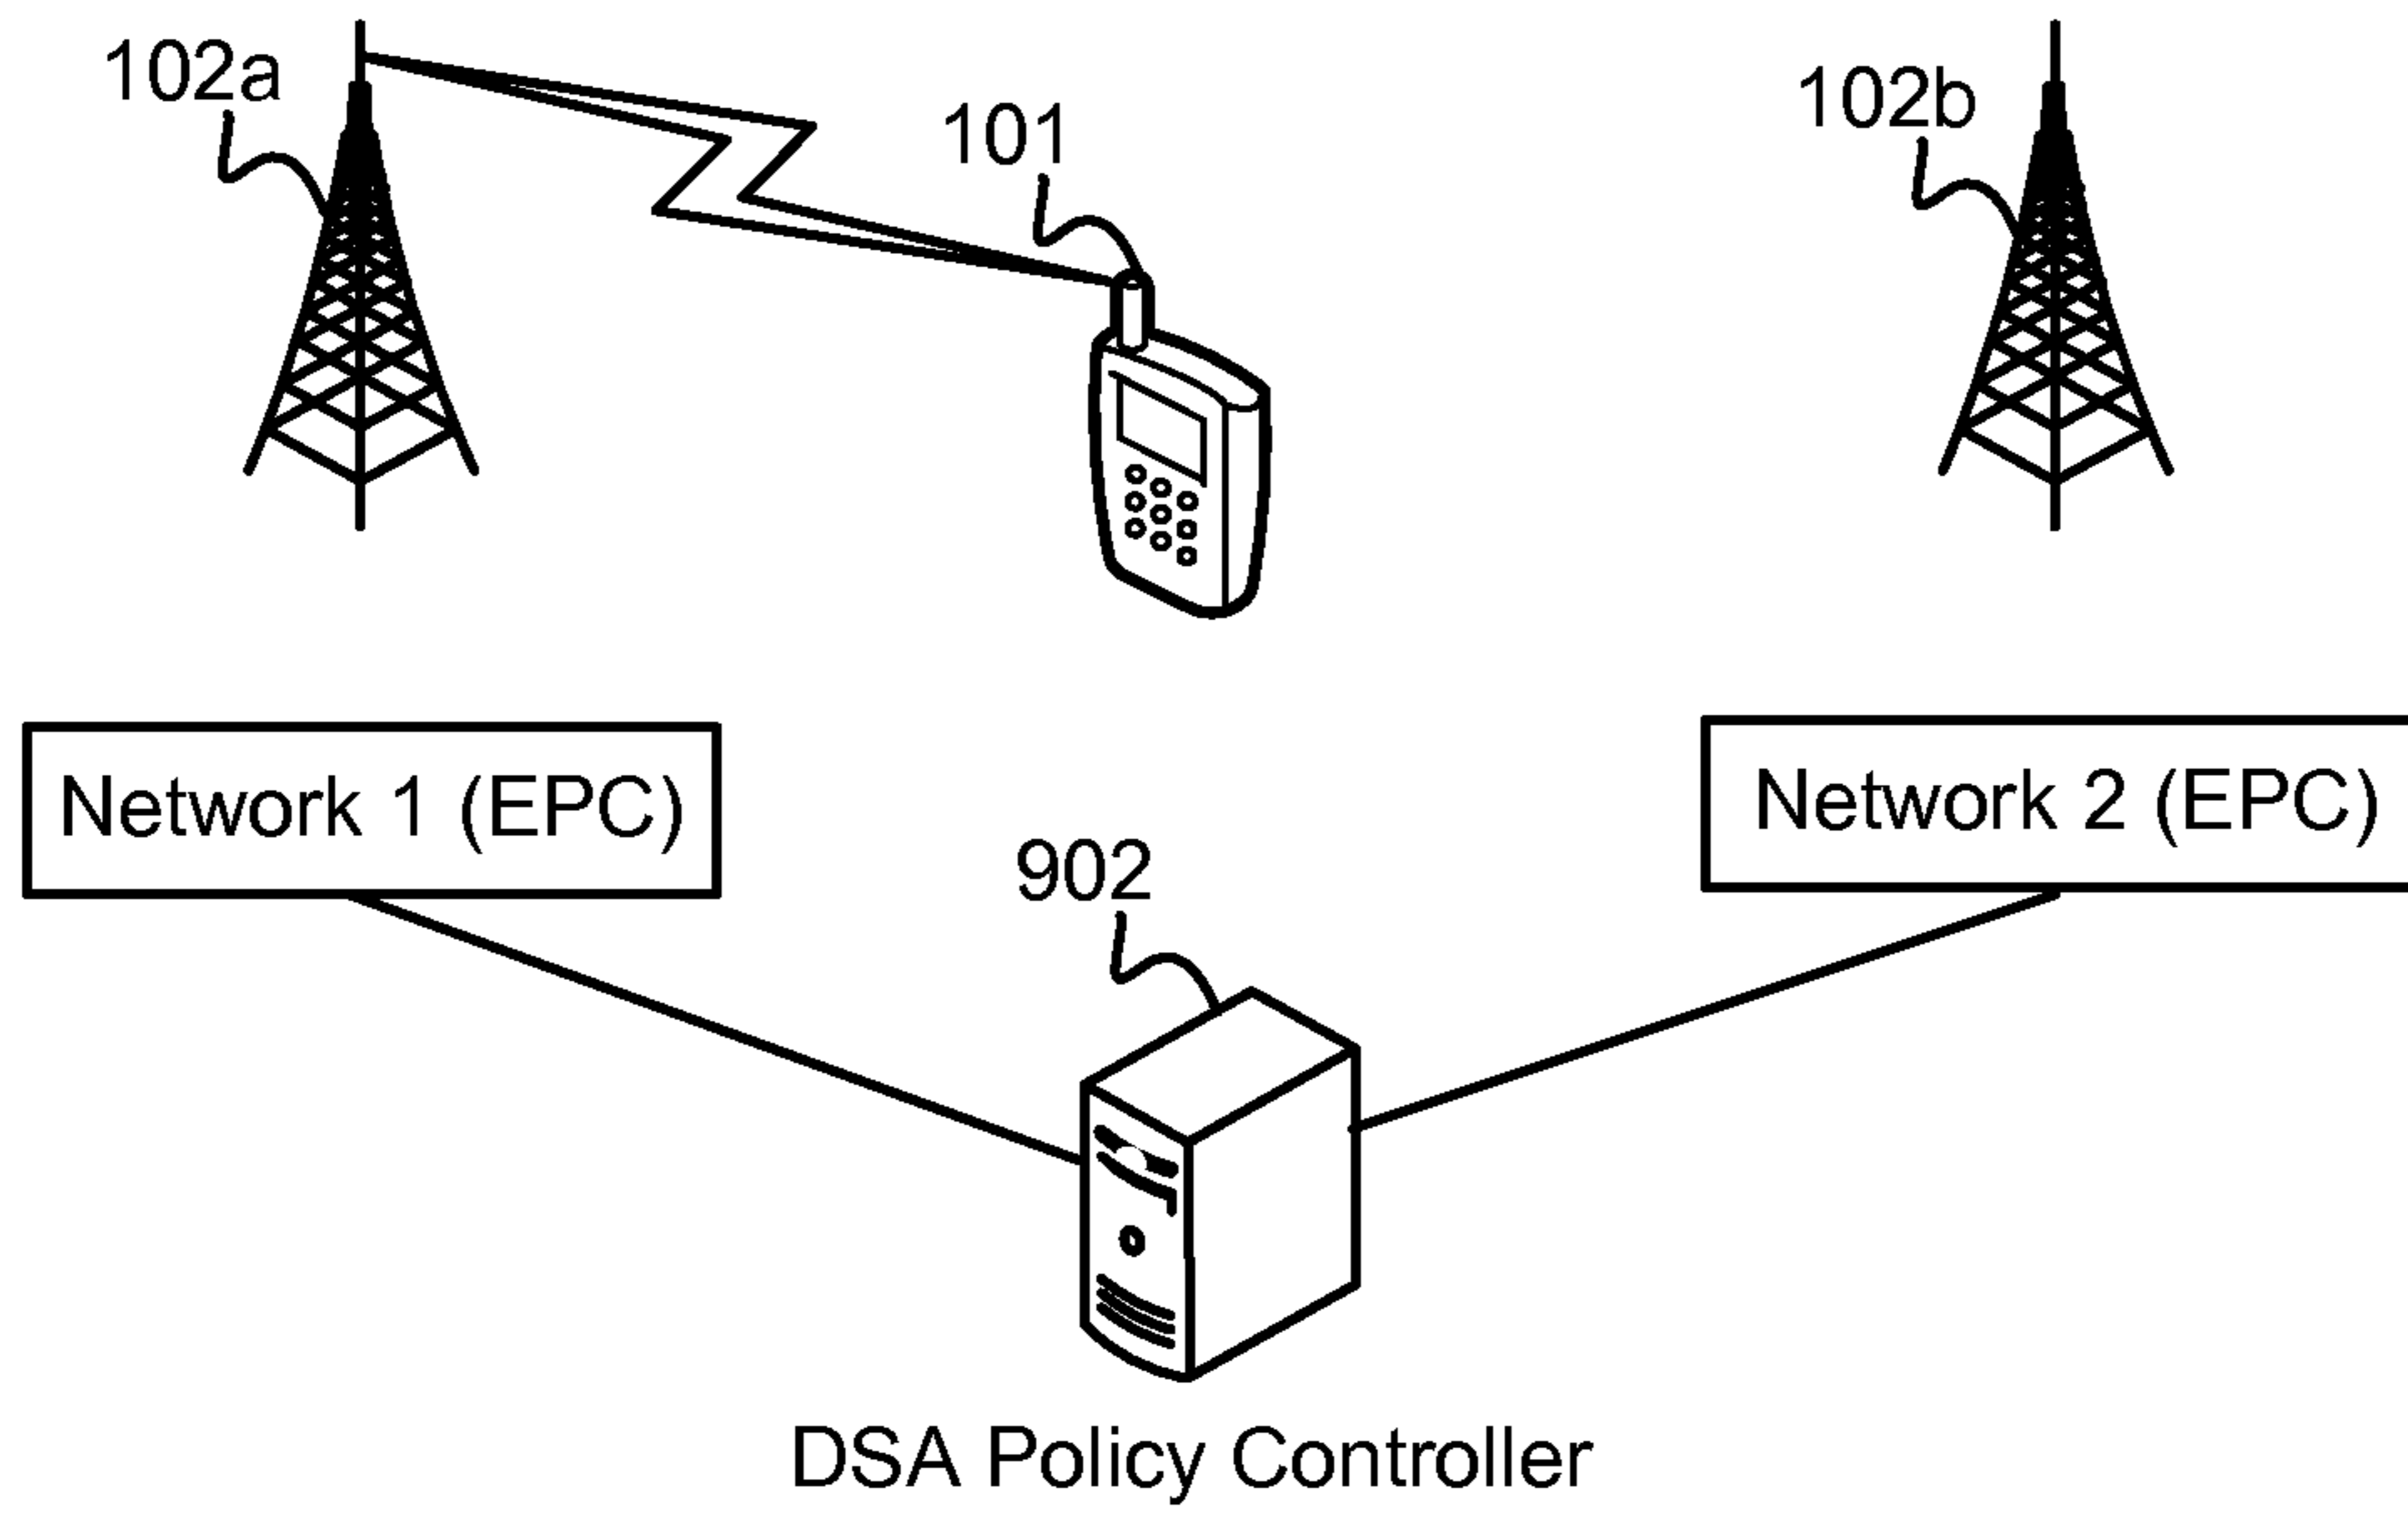 102a
102b
101
Network 1 (EPC)
Network 2 (EPC)
902
DSA Policy Controller